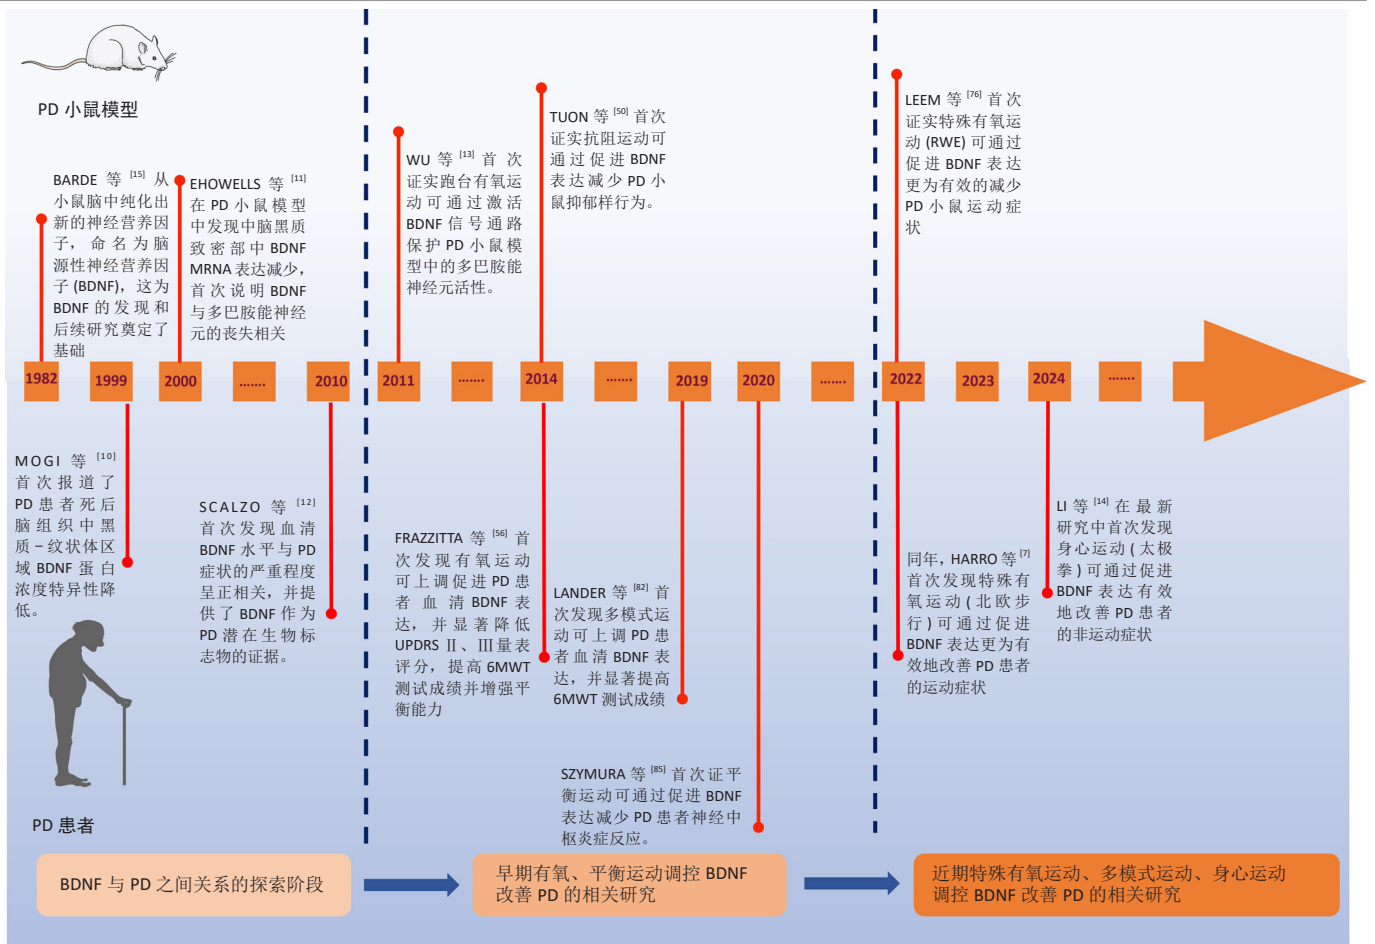 PD 小鼠模型
BARDE 等 [15] 从
小鼠脑中纯化出
新的神经营养因
子，命名为脑
源性神经营养因
子 (BDNF)，这为
BDNF 的发现和
后续研究奠定了
基础
EHOWELLS 等 [11]
在 PD 小鼠模型
中发现中脑黑质
致密部中 BDNF
MRNA 表达减少，
首次说明 BDNF
与多巴胺能神经
元的丧失相关
WU 等 [13] 首次
证实跑台有氧运
动可通过激活
BDNF 信号通路
保护 PD 小鼠模
型中的多巴胺能
神经元活性。
TUON 等 [50] 首次
证实抗阻运动可
通过促进 BDNF
表达减少 PD 小
鼠抑郁样行为。
LEEM 等 [76] 首次
证实特殊有氧运
动 (RWE) 可通过
促进 BDNF 表达
更为有效的减少
PD 小鼠运动症
状
1982
1999
2000
.......
2010
2011
.......
2014
.......
2019
2020
.......
2022
2023
2024
.......
MOGI 等 [10]
首次报道了
PD 患者死后
脑组织中黑
质－纹状体区
域 BDNF 蛋白
浓度特异性降
低。
SCALZO 等 [12]
首次发现血清
BDNF 水平与 PD
症状的严重程度
呈正相关，并提
供了 BDNF 作为
PD 潜在生物标
志物的证据。
FRAZZITTA 等 [56] 首
次发现有氧运动
可上调促进 PD 患
者血清 BDNF 表
达，并显著降低
UPDRS Ⅱ、Ⅲ量表
评分，提高 6MWT
测试成绩并增强平
衡能力
LANDER 等 [82] 首
次发现多模式运
动可上调 PD 患
者血清 BDNF 表
达，并显著提高
6MWT 测试成绩
SZYMURA 等 [85] 首次证平
衡运动可通过促进 BDNF
表达减少 PD 患者神经中
枢炎症反应。
同年，HARRO 等 [7]
首次发现特殊有
氧运动 ( 北欧步
行 ) 可通过促进
BDNF 表达更为有
效地改善 PD 患者
的运动症状
LI 等 [14] 在最新
研究中首次发现
身心运动 ( 太极
拳 ) 可通过促进
BDNF 表达有效
地改善 PD 患者
的非运动症状
PD 患者
BDNF 与 PD 之间关系的探索阶段
早期有氧、平衡运动调控 BDNF
改善 PD 的相关研究
近期特殊有氧运动、多模式运动、身心运动
调控 BDNF 改善 PD 的相关研究